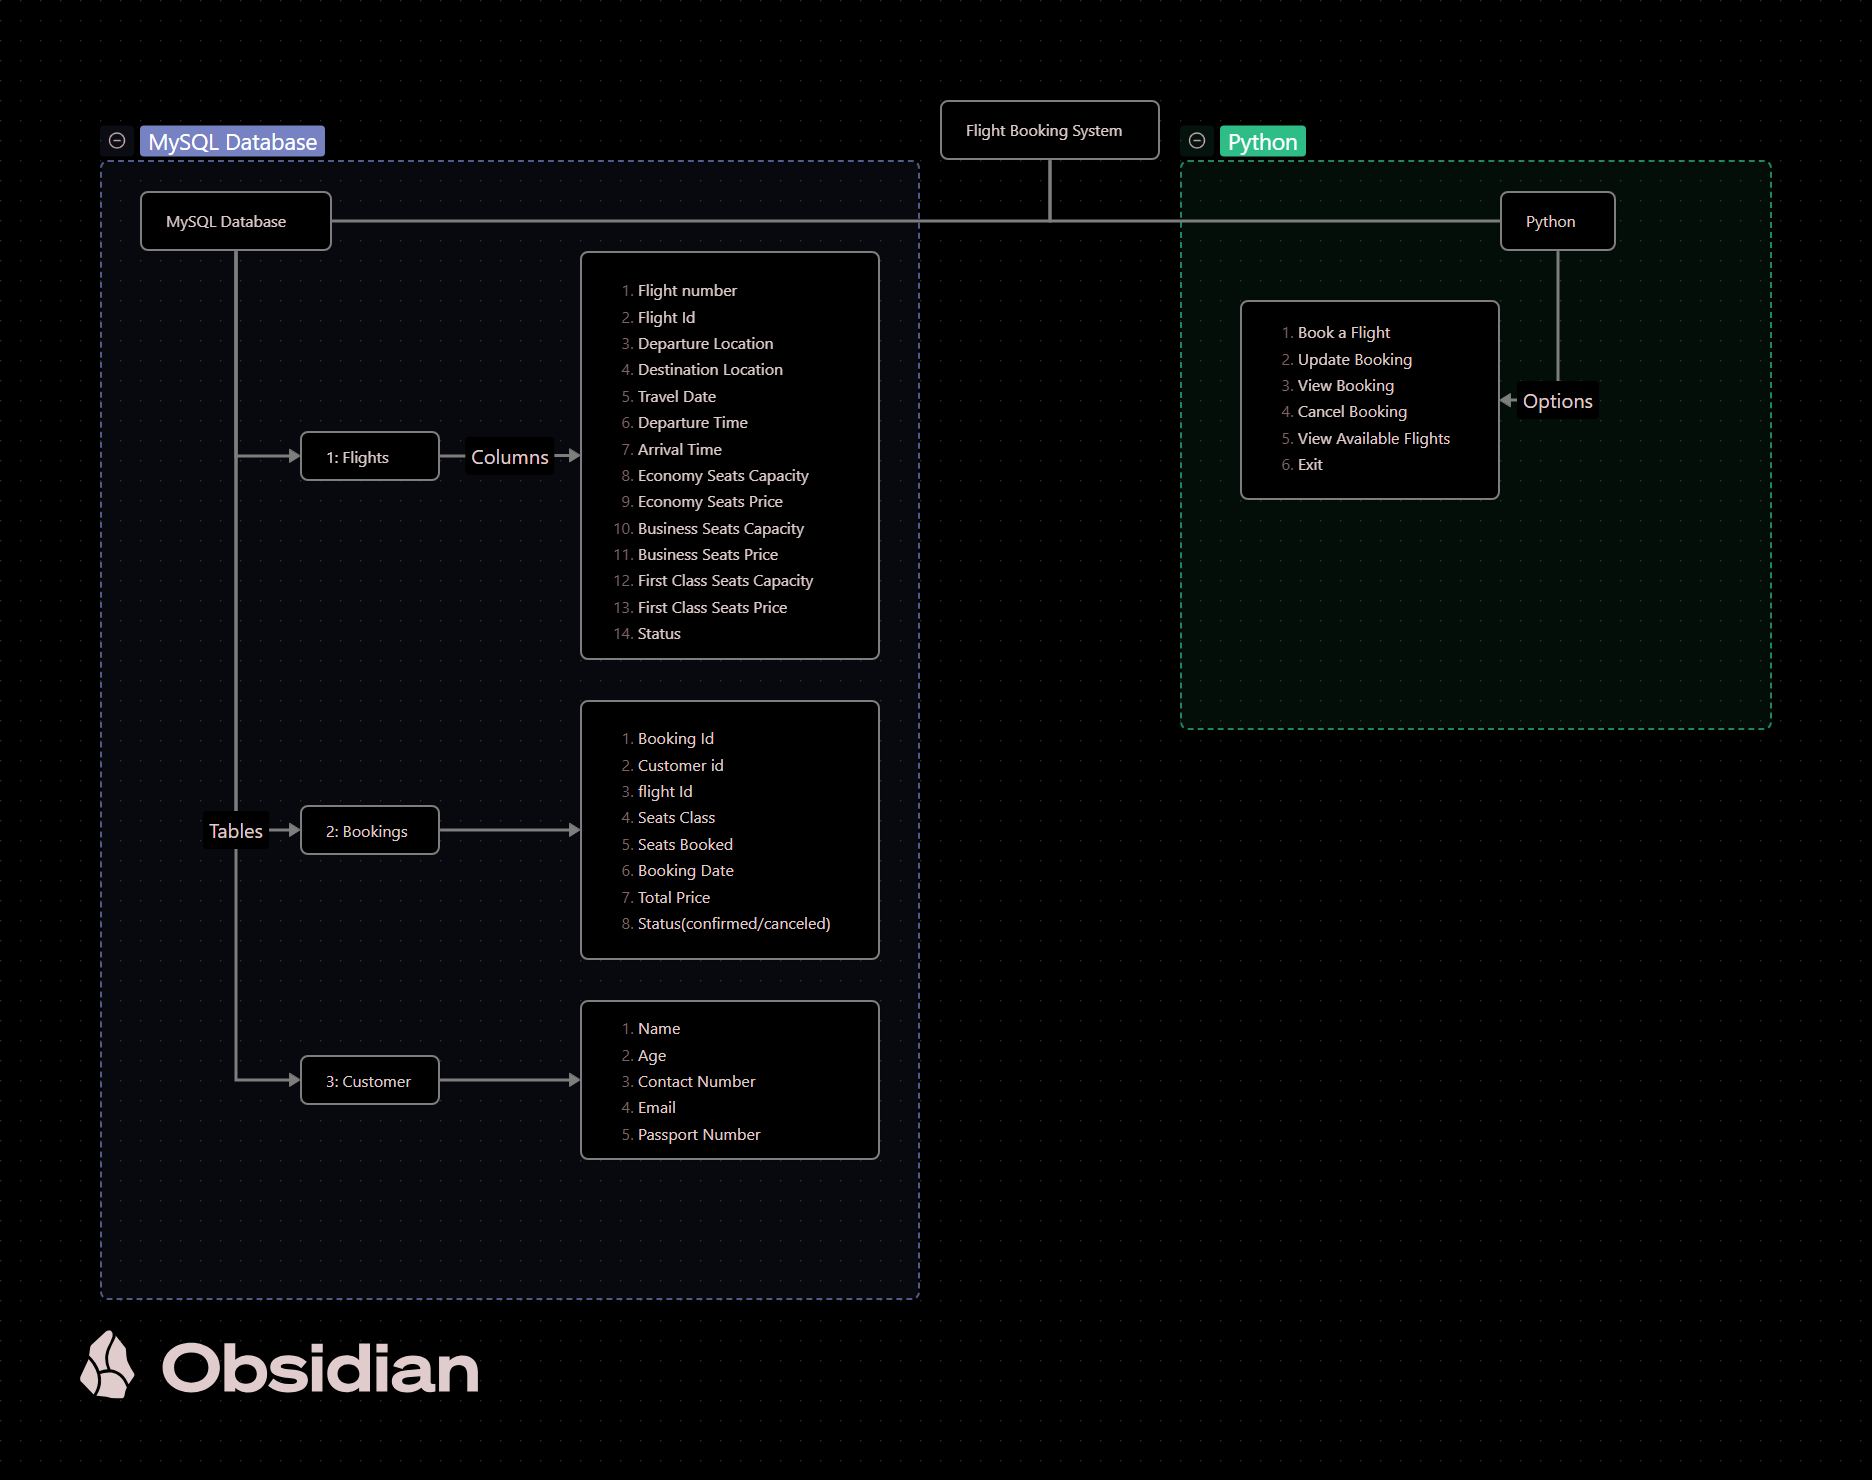 Flight Booking System
MySQL Database
Python
MySQL Database
Python
1. Flight number
2. Flight Id
3. Departure Location
4. Destination Location
5. Travel Date
6. Departure Time
7. Arrival Time
8. Economy Seats Capacity
9. Economy Seats Price
10. Business Seats Capacity
11. Business Seats Price
12. First Class Seats Capacity
13. First Class Seats Price
14. Status
1: Flights
Columns
1. Book a Flight
2. Update Booking
3. View Booking
4. Cancel Booking
5. View Available Flights
6. Exit
Options
1. Booking Id
2. Customer id
3. flight Id
4. Seats Class
5. Seats Booked
6. Booking Date
7. Total Price
8. Status(confirmed/canceled)
Tables
2: Bookings
1. Name
2. Age
3. Contact Number
4. Email
5. Passport Number
3: Customer
Obsidian